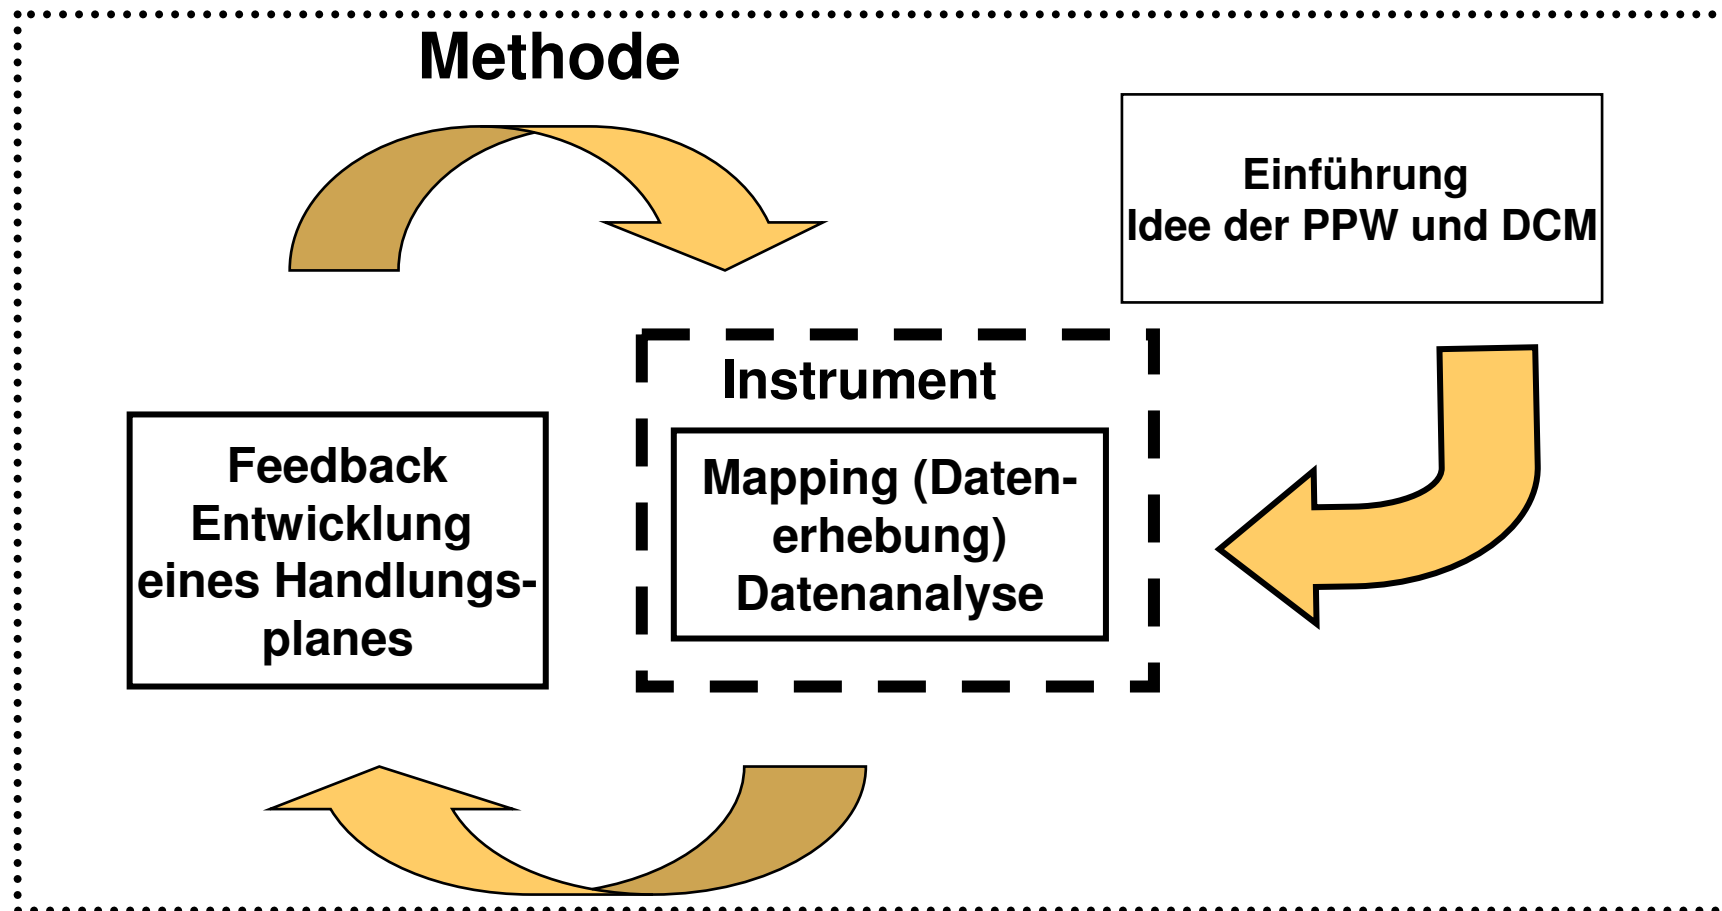 Methode
Einführung
Idee der PPW und DCM
Instrument
Feedback
Entwicklung
eines Handlungs-
planes
Mapping (Daten-
erhebung)
Datenanalyse